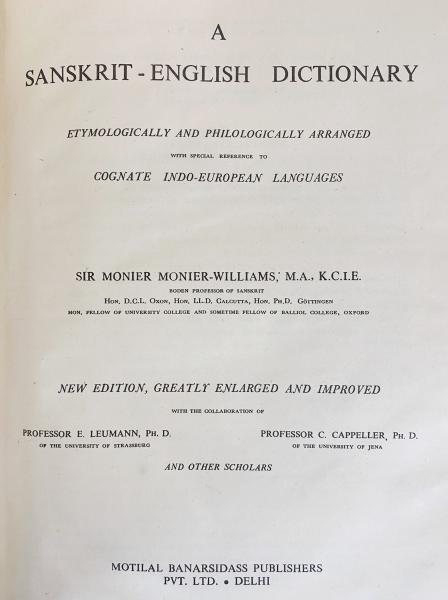 A
SANSKRIT - ENGLISH DICTIONARY
ETYMOLOGICALLY AND PHILOLOGICALLY ARRANGED
WITH SPECIAL REFERENCE TO
COGNATE INDO-EUROPEAN LANGUAGES
SIR MONIER MONIER-WILLIAMS, M.A., K.C.I.E.
BODEN PROFESSOR OF SANSKRIT
HON. D.C.L. OXON, HON. LL.D. CALCUTTA, HON. PH.D. GÖTTINGEN
HON. FELLOW OF UNIVERSITY COLLEGE AND SOMETIME FELLOW OF BALLIOL COLLEGE, OXFORD
NEW EDITION, GREATLY ENLARGED AND IMPROVED
WITH THE COLLABORATION OF
PROFESSOR E. LEUMANN, PH. D.
OF THE UNIVERSITY OF STRASSBURG
PROFESSOR C. CAPPELLER, PH. D.
OF THE UNIVERSITY OF JENA
AND OTHER SCHOLARS
MOTILAL BANARSIDASS PUBLISHERS
PVT. LTD. • DELHI